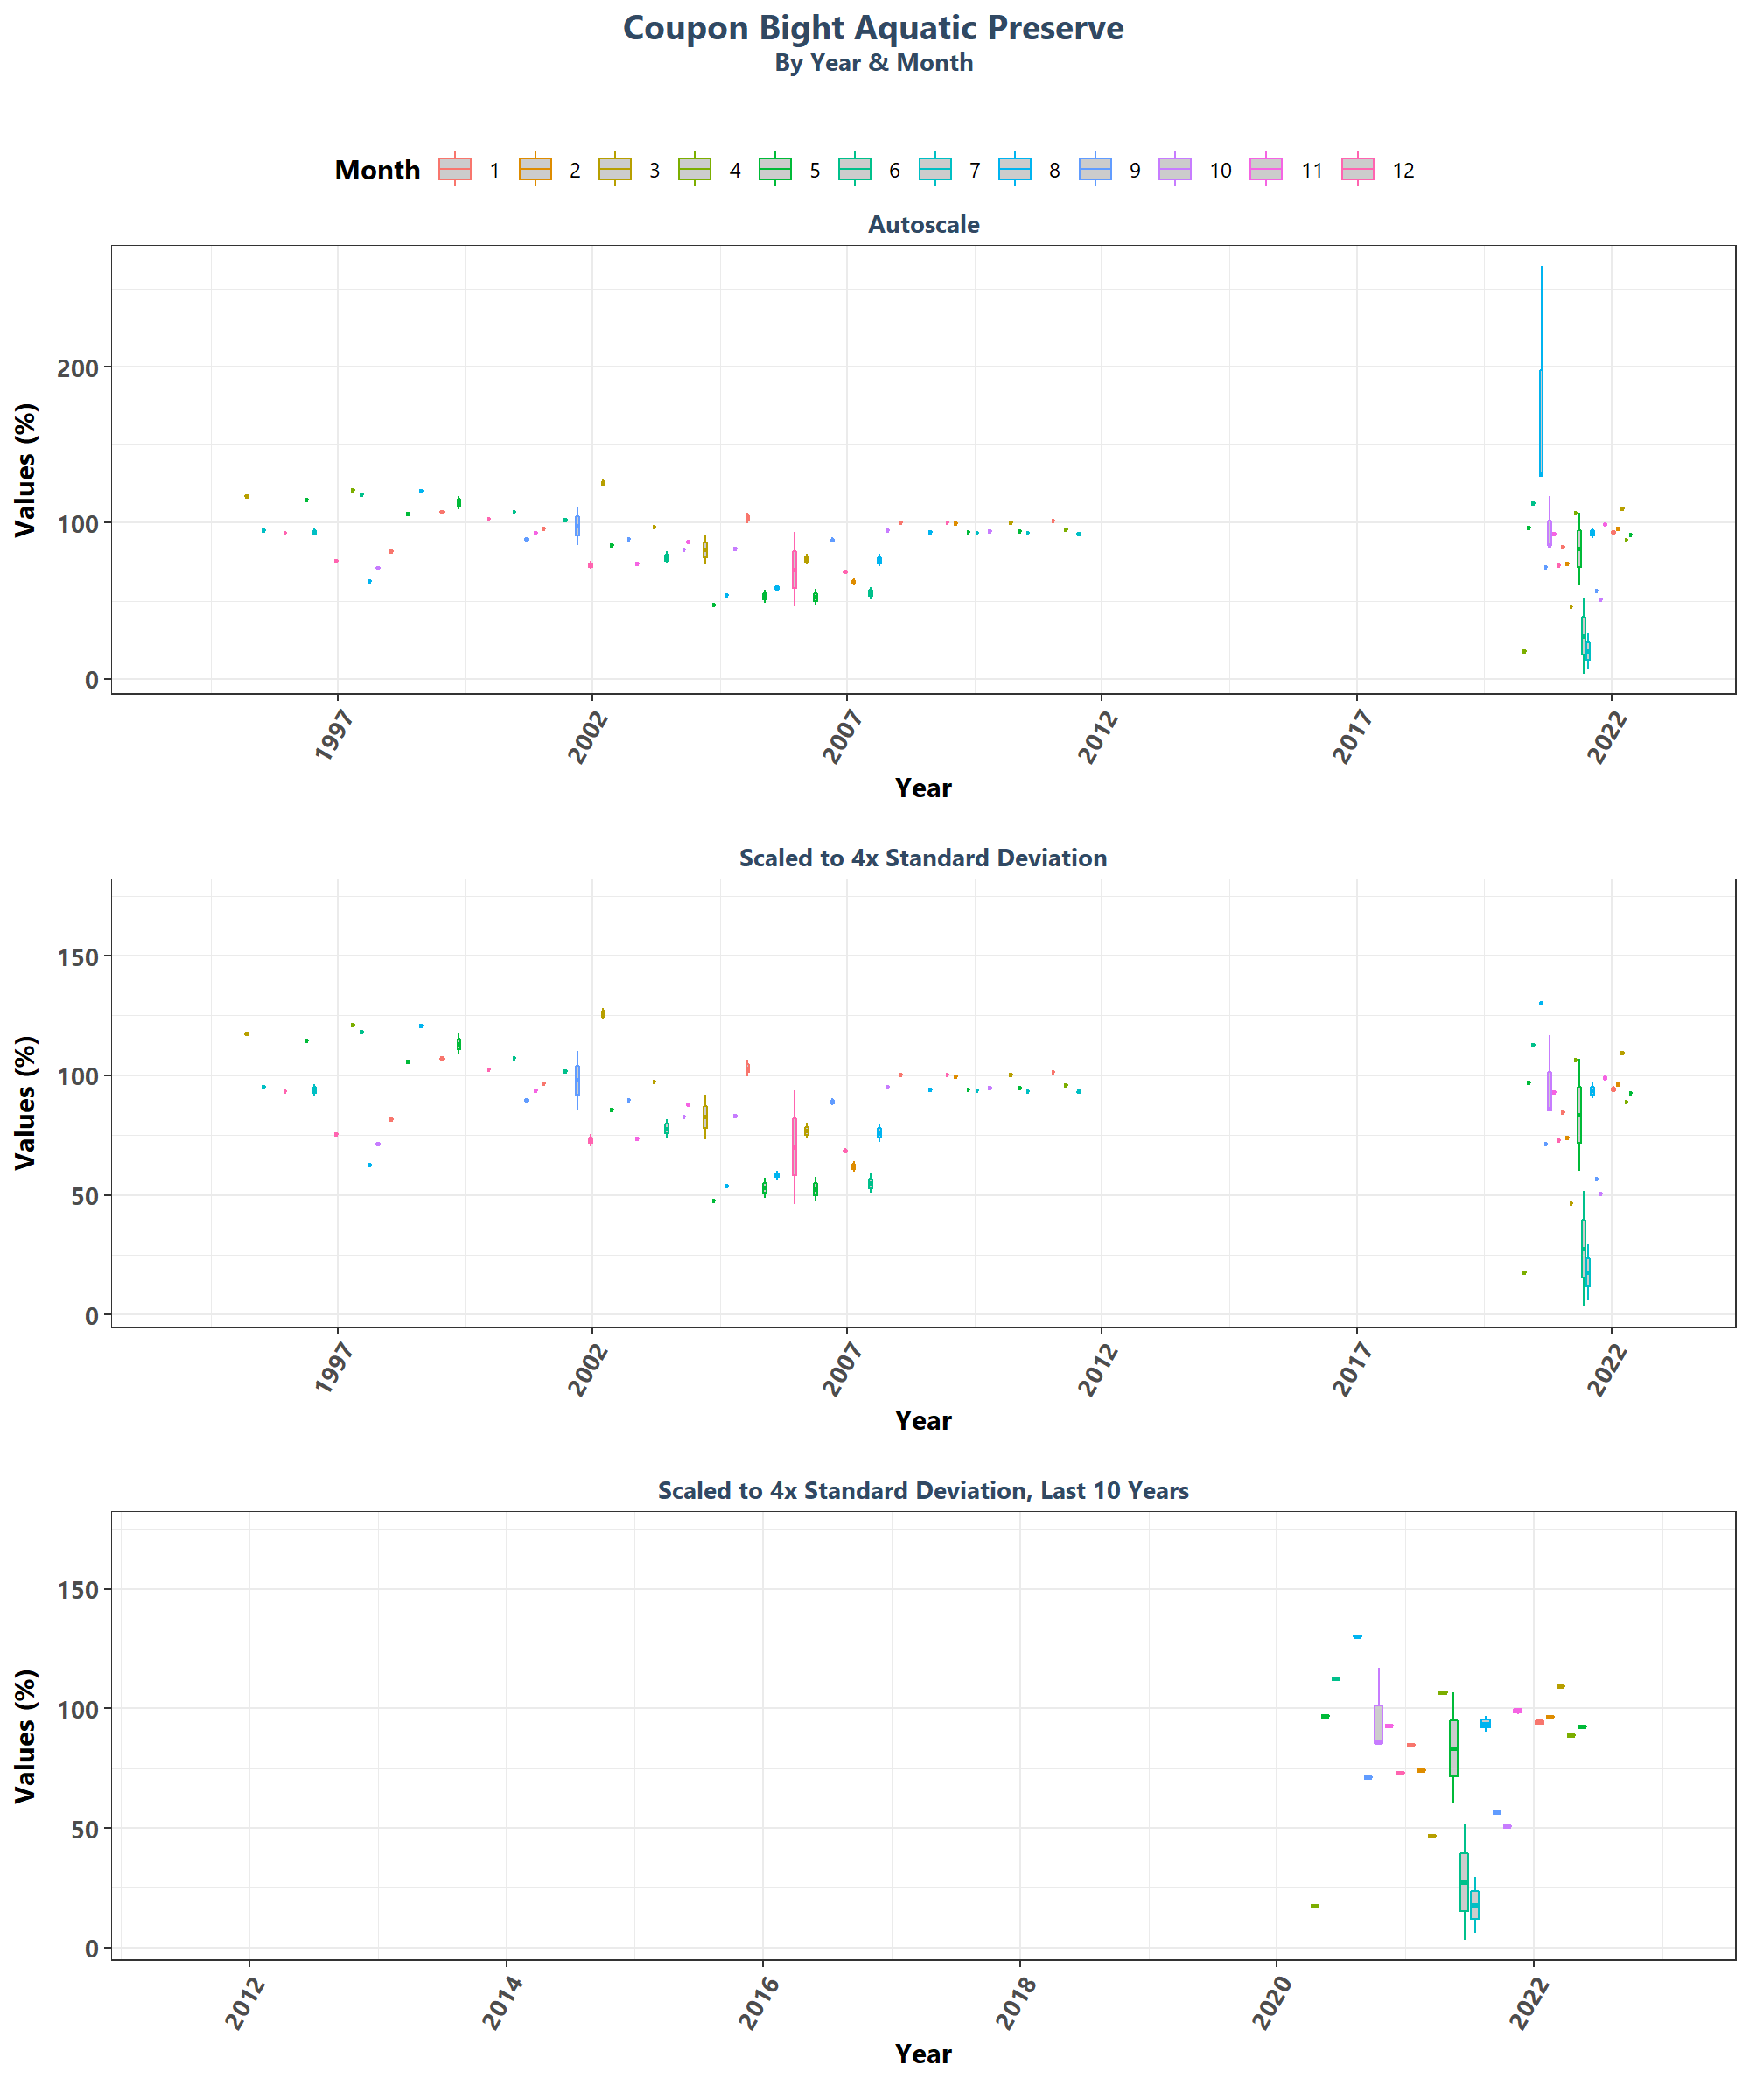 Coupon Bight Aquatic Preserve
By Year & Month
Month 1 2 3 4 5 6 7 8 9 10 11 12
Autoscale
Values (%)
200
100
0
1997 2002 2007 2012 2017 2022
Year
Scaled to 4x Standard Deviation
Values (%)
150
100
50
0
1997 2002 2007 2012 2017 2022
Year
Scaled to 4x Standard Deviation, Last 10 Years
Values (%)
150
100
50
0
2012 2014 2016 2018 2020 2022
Year